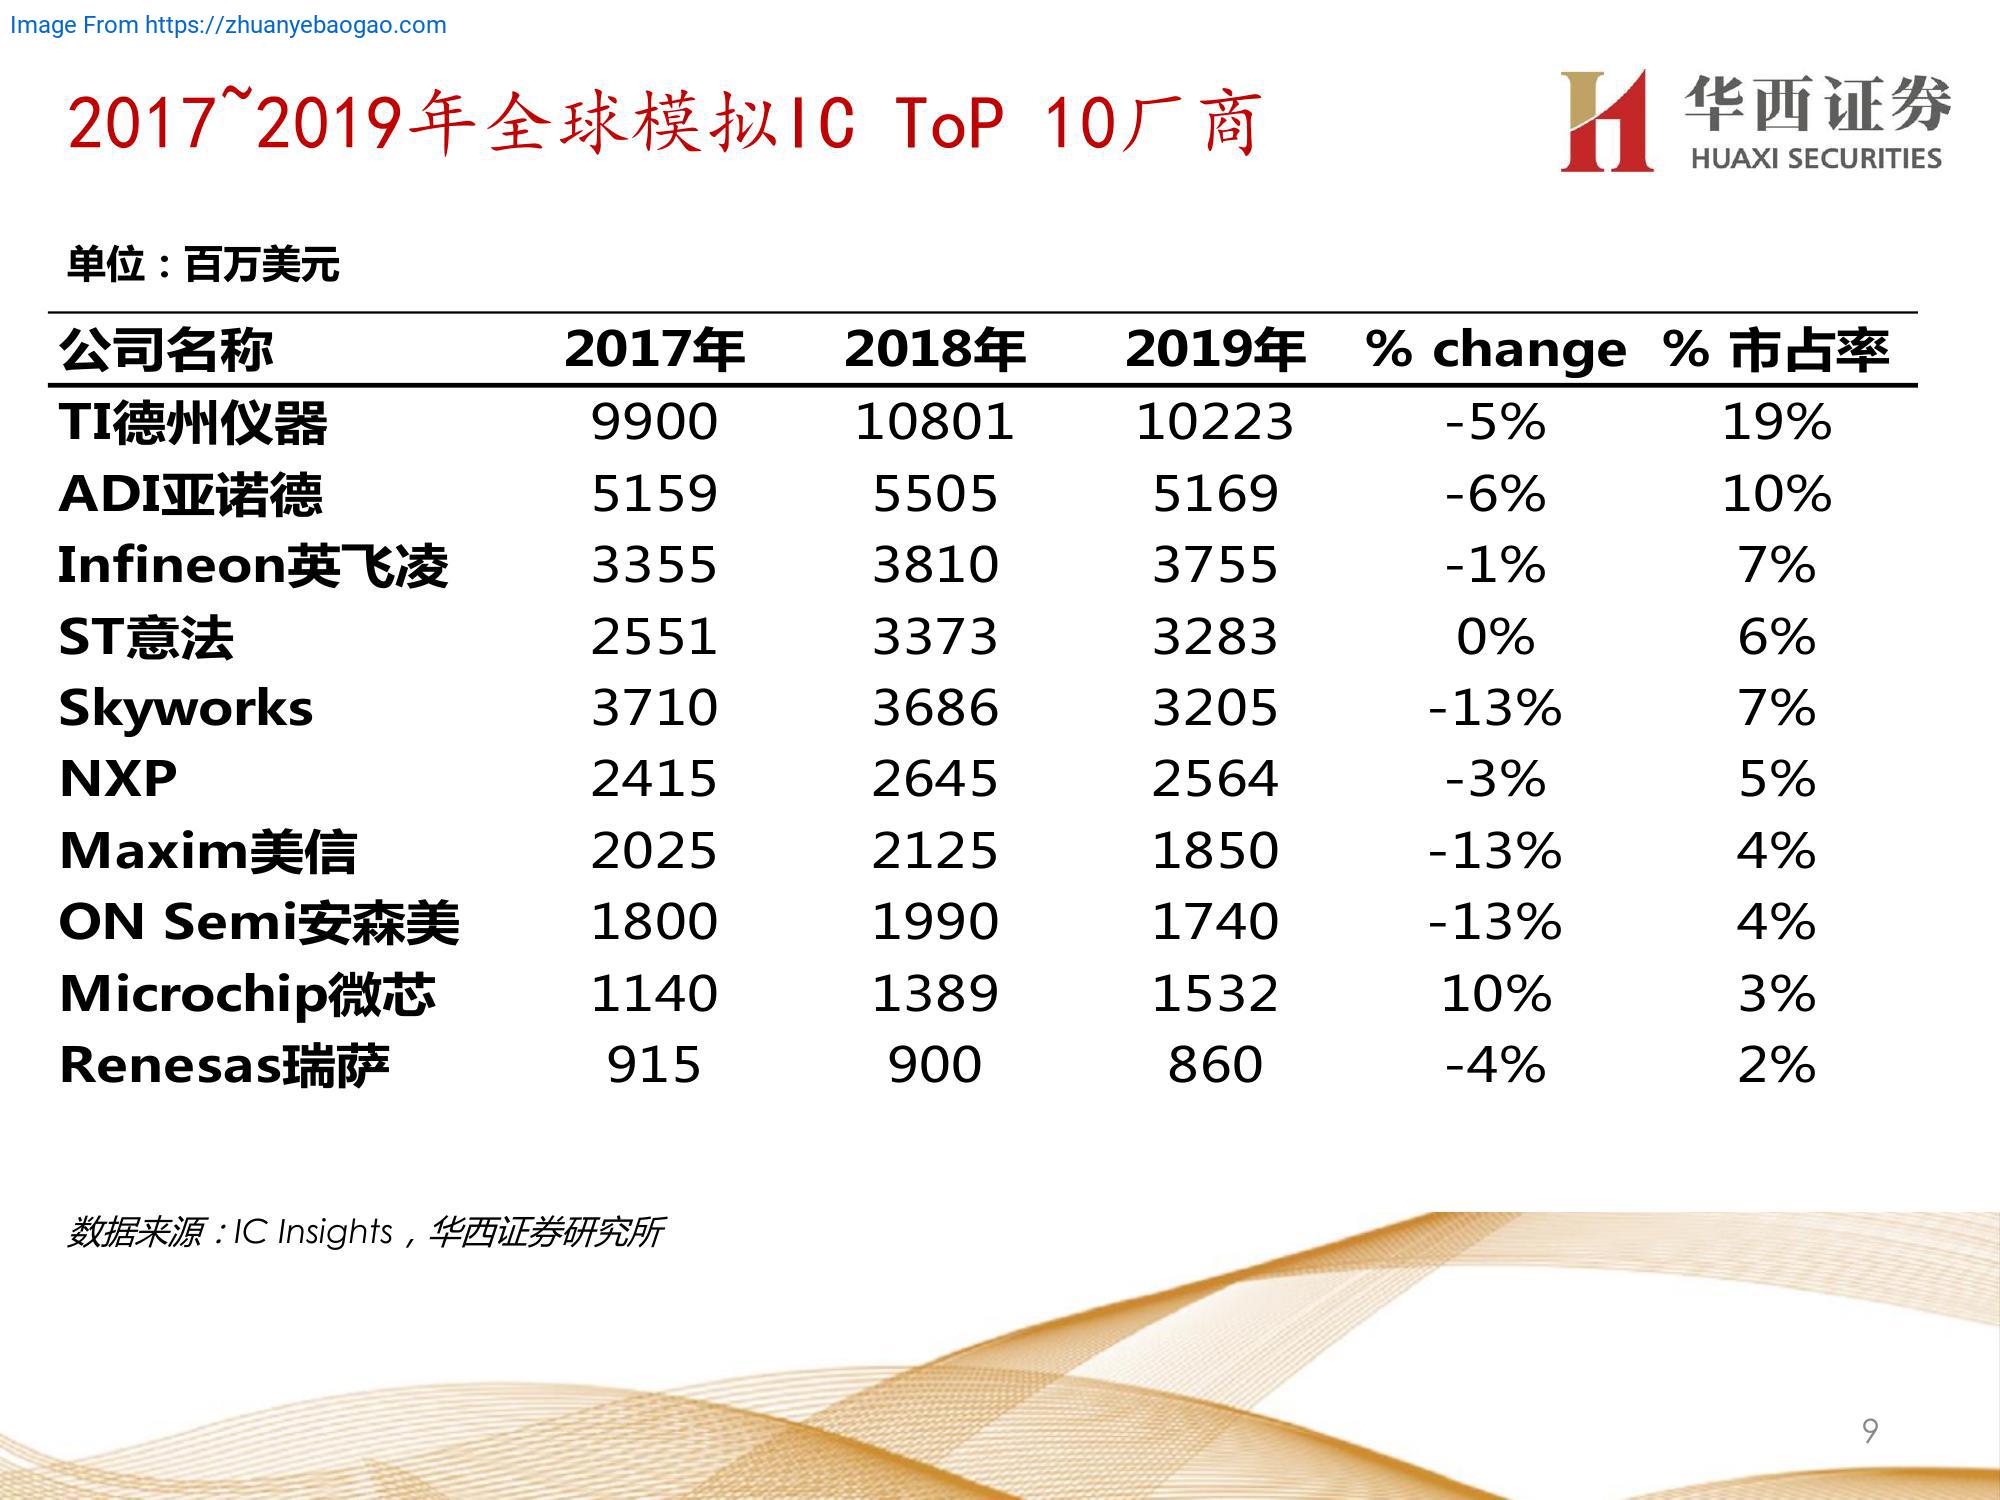 Image From https://zhuanyebaogao.com
2017~2019年全球模拟IC ToP 10厂商
华西证券
HUAXI SECURITIES
单位：百万美元
公司名称 2017年 2018年 2019年 % change % 市占率
TI德州仪器 9900 10801 10223 -5% 19%
ADI亚诺德 5159 5505 5169 -6% 10%
Infineon英飞凌 3355 3810 3755 -1% 7%
ST意法 2551 3373 3283 0% 6%
Skyworks 3710 3686 3205 -13% 7%
NXP 2415 2645 2564 -3% 5%
Maxim美信 2025 2125 1850 -13% 4%
ON Semi安森美 1800 1990 1740 -13% 4%
Microchip微芯 1140 1389 1532 10% 3%
Renesas瑞萨 915 900 860 -4% 2%
数据来源：IC Insights，华西证券研究所
9